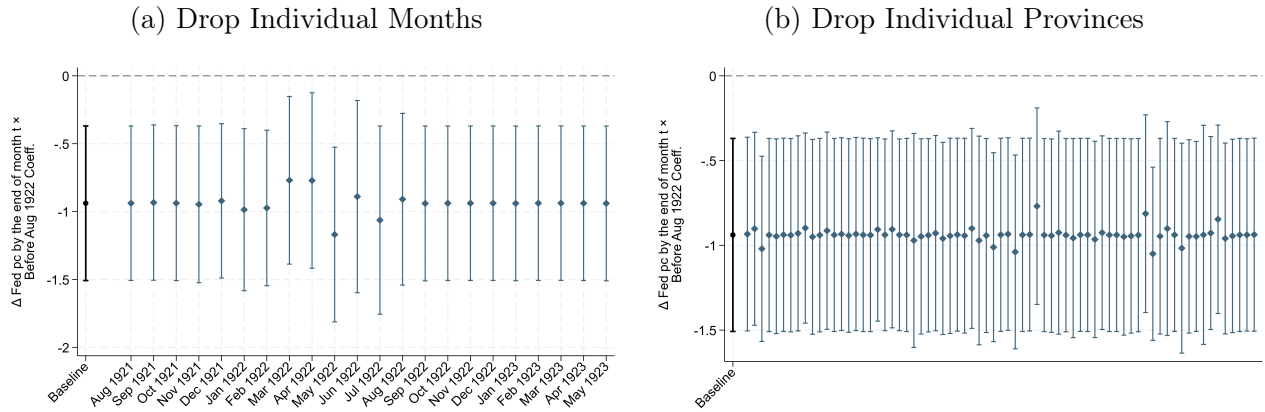 (a) Drop Individual Months
0
-.5
-1
-1.5
-2
Δ Fed pc by the end of month t ×
Before Aug 1922 Coeff.
Baseline
Aug 1921
Sep 1921
Oct 1921
Nov 1921
Dec 1921
Jan 1922
Feb 1922
Mar 1922
Apr 1922
May 1922
Jun 1922
Jul 1922
Aug 1922
Sep 1922
Oct 1922
Nov 1922
Dec 1922
Jan 1923
Feb 1923
Mar 1923
Apr 1923
May 1923
(b) Drop Individual Provinces
0
-.5
-1
-1.5
Δ Fed pc by the end of month t ×
Before Aug 1922 Coeff.
Baseline